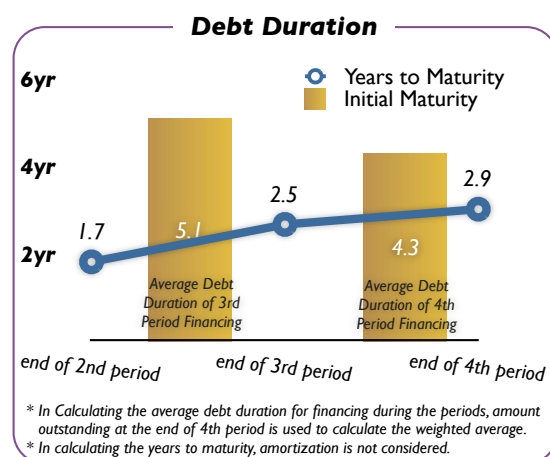 Debt Duration
6yr
Years to Maturity
Initial Maturity
4yr
2yr
1.7
5.1
2.5
4.3
2.9
Average Debt
Duration of 3rd
Period Financing
Average Debt
Duration of 4th
Period Financing
end of 2nd period
end of 3rd period
end of 4th period
* In Calculating the average debt duration for financing during the periods, amount
outstanding at the end of 4th period is used to calculate the weighted average.
* In calculating the years to maturity, amortization is not considered.